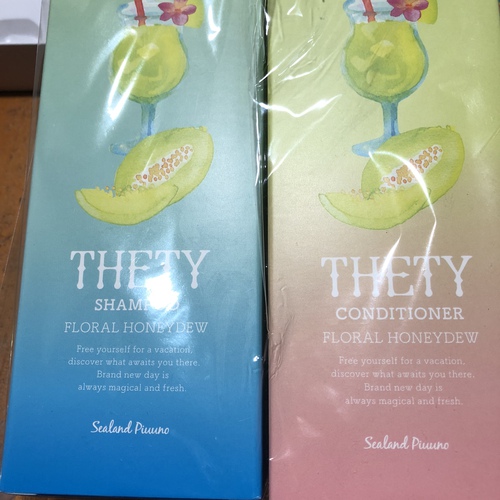 THETY
SHAMPOO
FLORAL HONEYDEW
Free yourself for a vacation,
discover what awaits you there.
Brand new day is
always magical and fresh.
Sealand Piuuno
THETY
CONDITIONER
FLORAL HONEYDEW
Free yourself for a vacation,
discover what awaits you there.
Brand new day is
always magical and fresh.
Sealand Piuuno